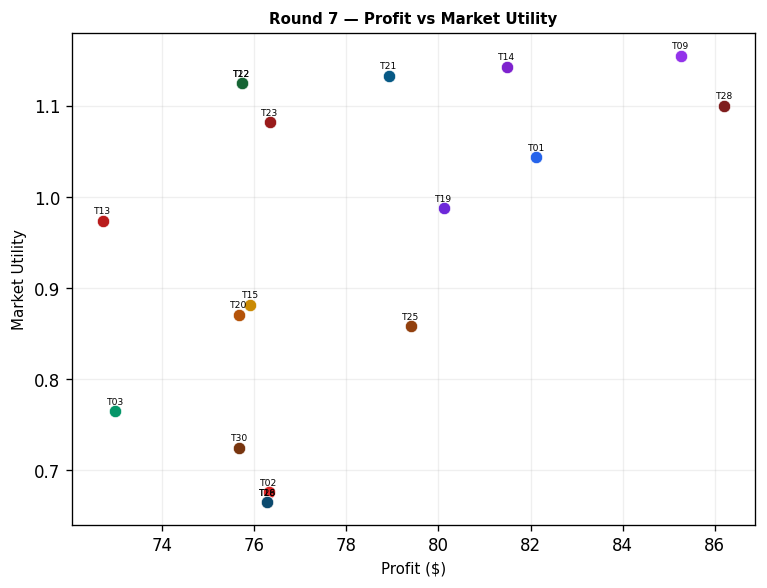 Round 7 — Profit vs Market Utility
T09
T14
T21
T28
T23
T01
T19
T13
T15
T20
T25
T03
T30
T02
Market Utility
1.1
1.0
0.9
0.8
0.7
74
76
78
80
82
84
86
Profit ($)